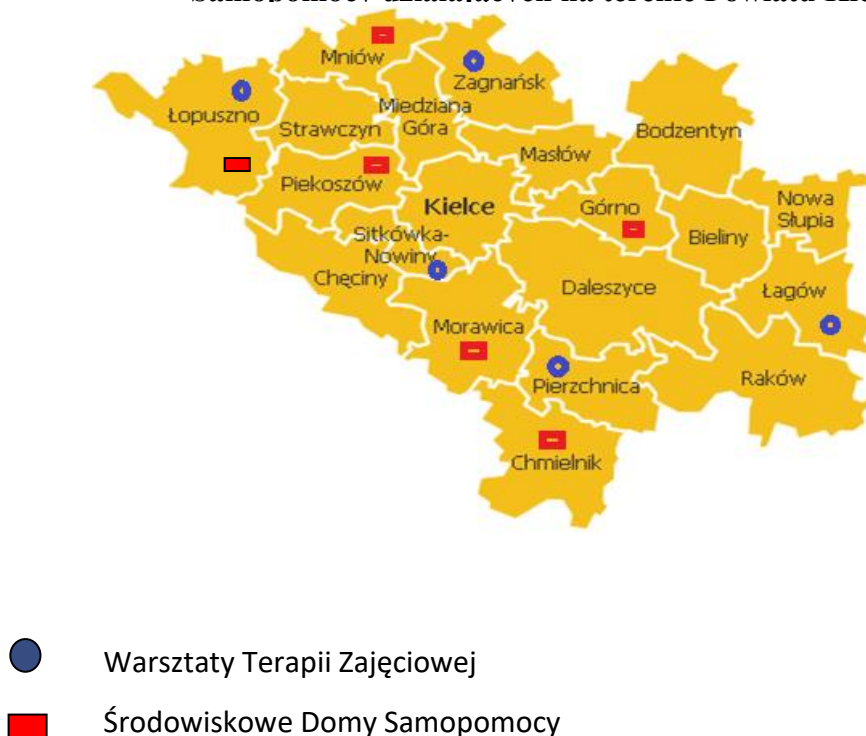 Mniów
Zagnańsk
Łopuszno
Miedziana
Góra
Strawczyn
Bodzentyn
Masłów
Piekoszów
Kielce
Górno
Nowa
Słupia
Bieliny
Sitkówka-
Nowiny
Chęciny
Daleszyce
Łagów
Morawica
Pierzchnica
Raków
Chmielnik
Warsztaty Terapii Zajęciowej
Środowiskowe Domy Samopomocy